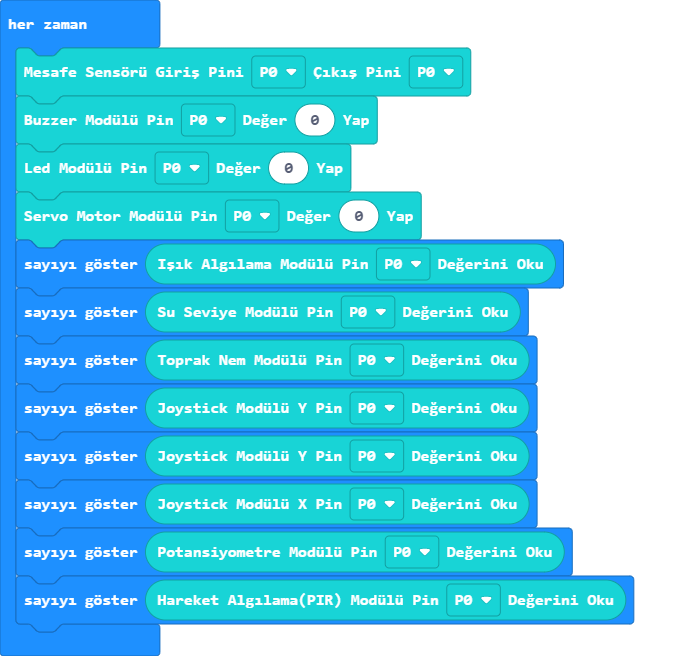 her zaman
Mesafe Sensörü Giriş Pini P0 Çıkış Pini P0
Buzzer Modülü Pin P0 Değer 0 Yap
Led Modülü Pin P0 Değer 0 Yap
Servo Motor Modülü Pin P0 Değer 0 Yap
sayıyı göster Işık Algılama Modülü Pin P0 Değerini Oku
sayıyı göster Su Seviye Modülü Pin P0 Değerini Oku
sayıyı göster Toprak Nem Modülü Pin P0 Değerini Oku
sayıyı göster Joystick Modülü Y Pin P0 Değerini Oku
sayıyı göster Joystick Modülü Y Pin P0 Değerini Oku
sayıyı göster Joystick Modülü X Pin P0 Değerini Oku
sayıyı göster Potansiyometre Modülü Pin P0 Değerini Oku
sayıyı göster Hareket Algılama(PIR) Modülü Pin P0 Değerini Oku